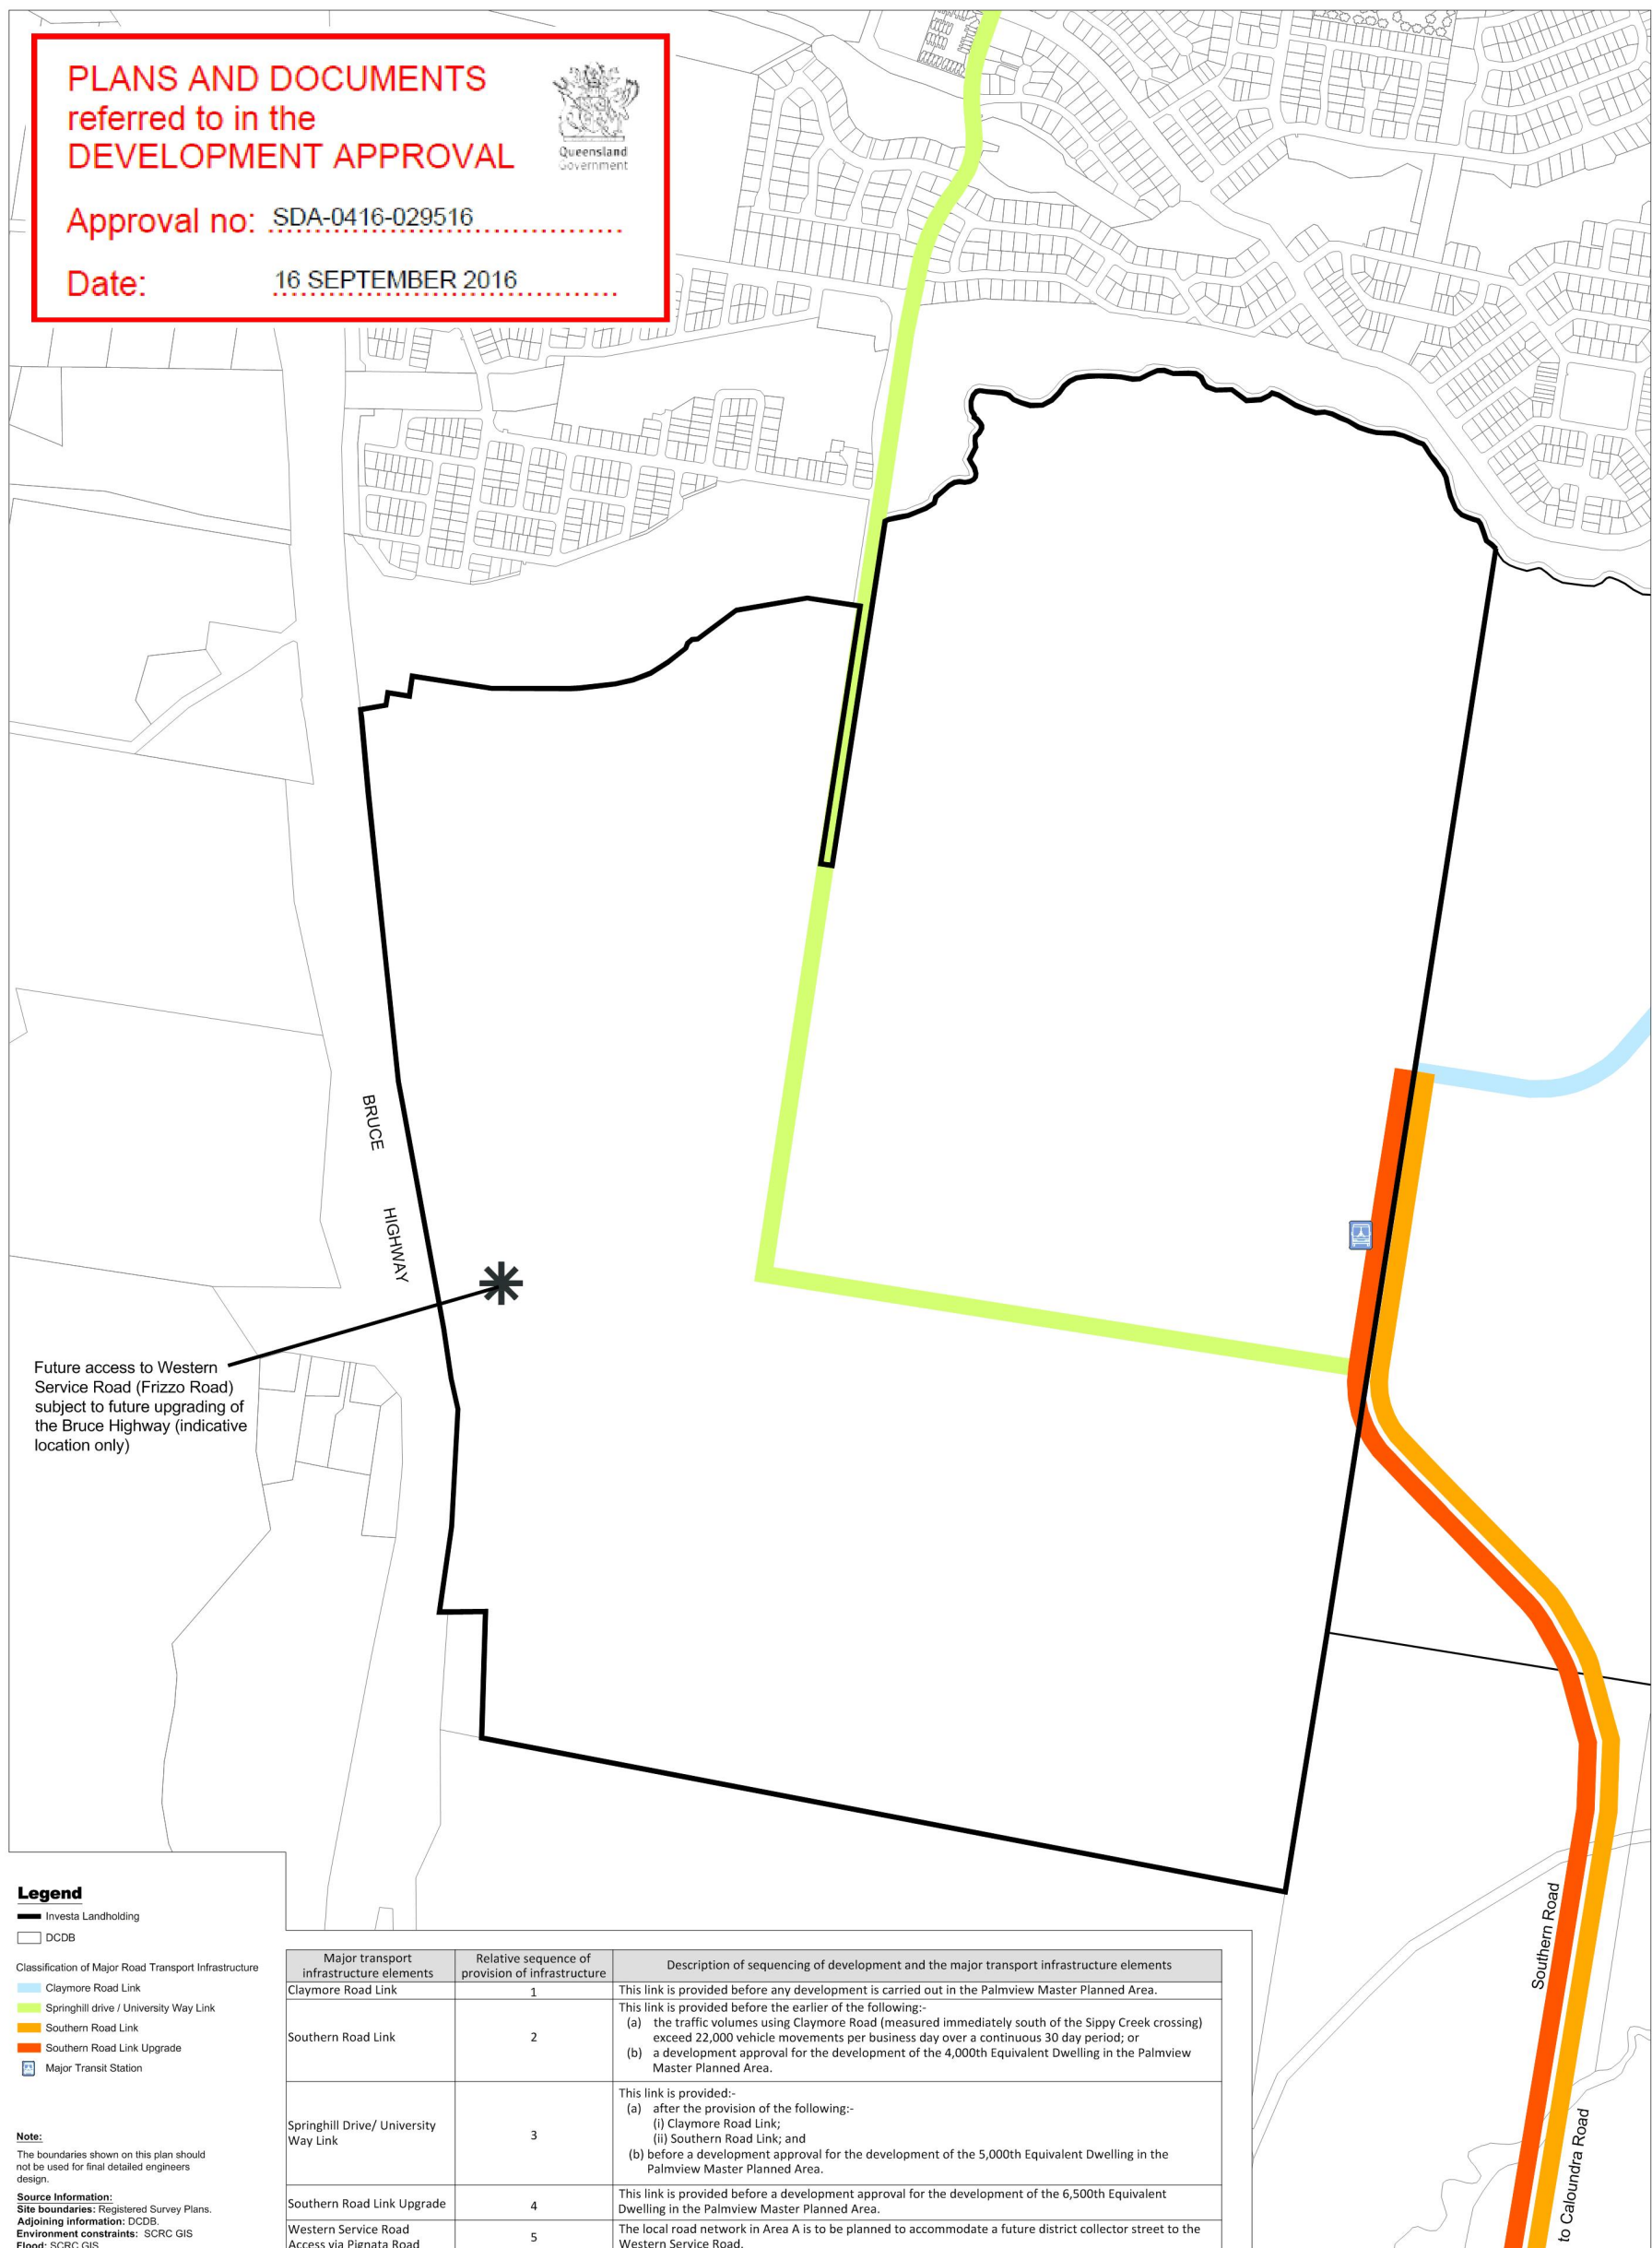 PLANS AND DOCUMENTS
referred to in the
DEVELOPMENT APPROVAL
Queensland
Government
Approval no: SDA-0416-029516
Date: 16 SEPTEMBER 2016
BRUCE
HIGHWAY
Future access to Western
Service Road (Frizzo Road)
subject to future upgrading of
the Bruce Highway (indicative
location only)
Southern Road
to Caloundra Road
Legend
Investa Landholding
DCDB
Classification of Major Road Transport Infrastructure
Claymore Road Link
Springhill drive / University Way Link
Southern Road Link
Southern Road Link Upgrade
Major Transit Station
Note:
The boundaries shown on this plan should
not be used for final detailed engineers
design.
Source Information:
Site boundaries: Registered Survey Plans.
Adjoining information: DCDB.
Environment constraints: SCRC GIS
Flood: SCRC GIS
Major transport
infrastructure elements
Relative sequence of
provision of infrastructure
Description of sequencing of development and the major transport infrastructure elements
Claymore Road Link
1
This link is provided before any development is carried out in the Palmview Master Planned Area.
Southern Road Link
2
This link is provided before the earlier of the following:-
(a) the traffic volumes using Claymore Road (measured immediately south of the Sippy Creek crossing)
exceed 22,000 vehicle movements per business day over a continuous 30 day period; or
(b) a development approval for the development of the 4,000th Equivalent Dwelling in the Palmview
Master Planned Area.
Springhill Drive/ University
Way Link
3
This link is provided:-
(a) after the provision of the following:-
(i) Claymore Road Link;
(ii) Southern Road Link; and
(b) before a development approval for the development of the 5,000th Equivalent Dwelling in the
Palmview Master Planned Area.
Southern Road Link Upgrade
4
This link is provided before a development approval for the development of the 6,500th Equivalent
Dwelling in the Palmview Master Planned Area.
Western Service Road
Access via Pignata Road
5
The local road network in Area A is to be planned to accommodate a future district collector street to the
Western Service Road.